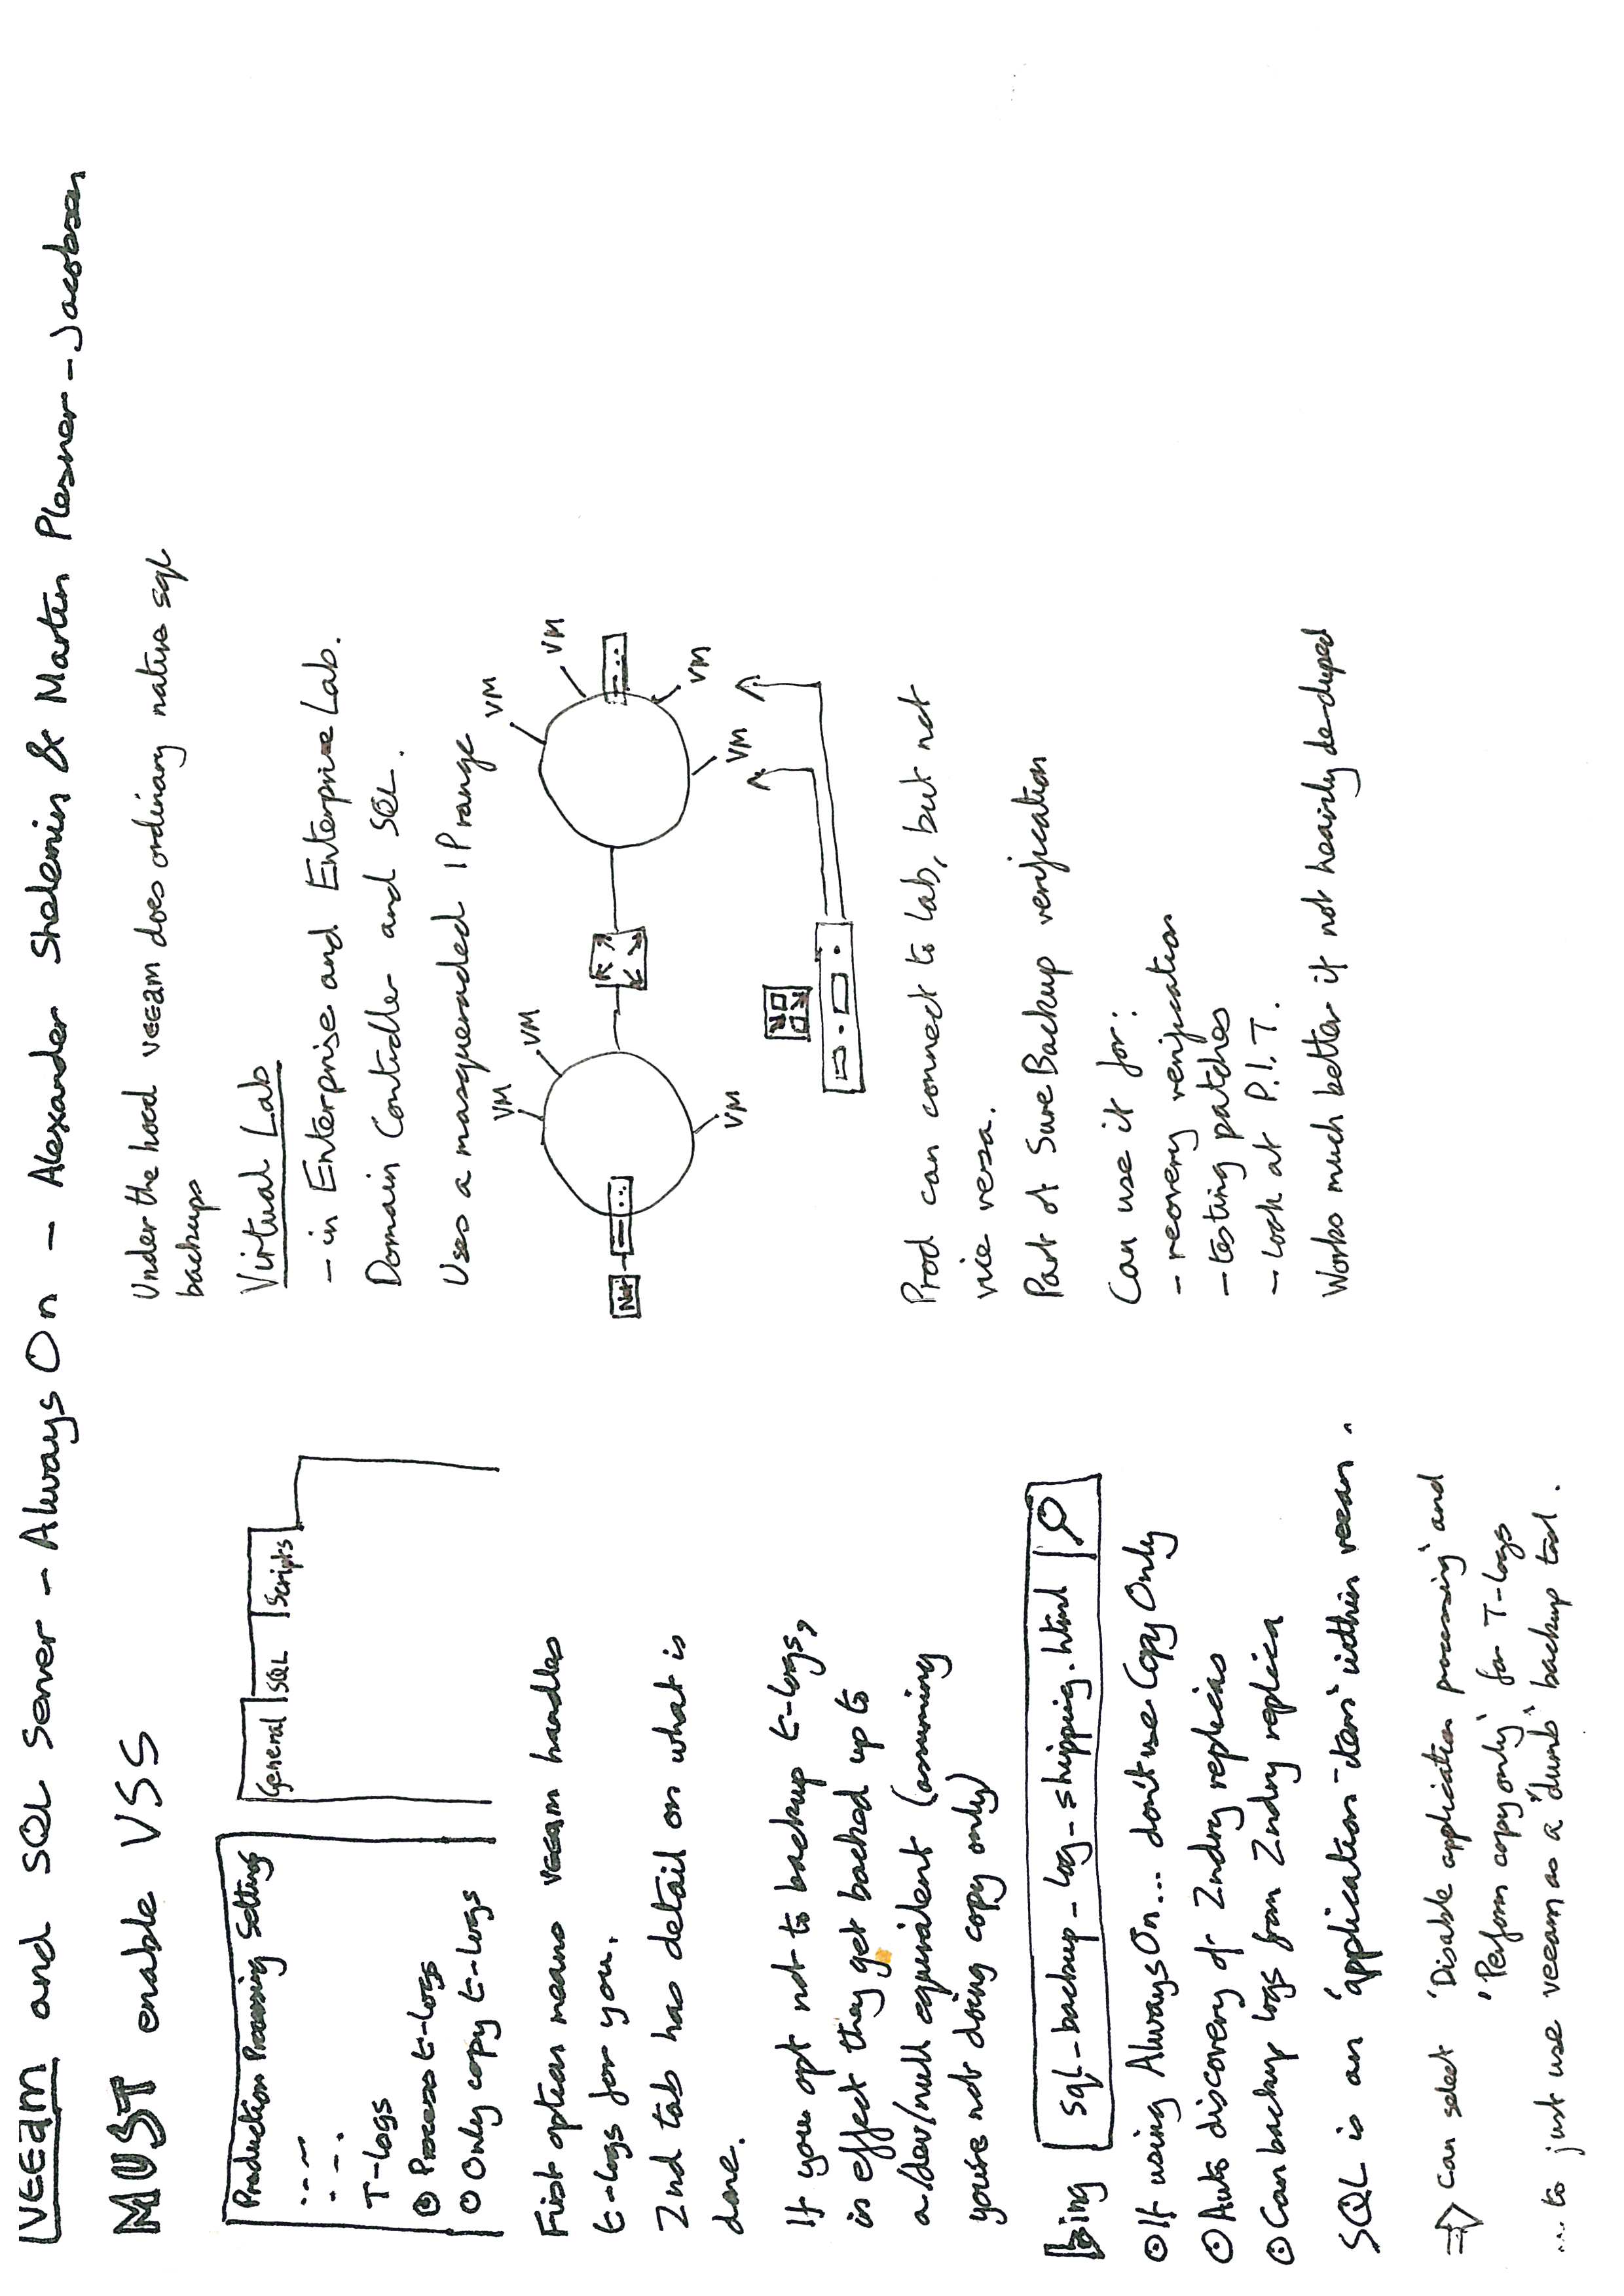 VEEAM and SQL Server - Always On - Alexander Shelemin & Martin Plesner-Jacobsen
MUST enable VSS
Production Processing Setting
T-logs
Process t-logs
Only copy t-logs
General SQL Scripts
First option means veeam handles
t-logs for you.
2nd tab has detail on what is
done.
If you opt not to backup t-logs,
in effect they get backed up to
a /dev/null equivalent (assuming
you're not doing copy only)
bing sql-backup-log-shipping.html
If using Always On... don't use Copy Only
Auto discovery of 2ndry replicas
Can backup logs from 2ndry replica
SQL is an 'application-item' within veeam.
⇒ Can select 'Disable application processing' and
'Perform copy only' for T-logs
... to just use veeam as a 'dumb' backup tool.
Under the hood veeam does ordinary native sql
backups
Virtual Lab
- in Enterprise and Enterprise Lab.
Domain Controller and SQL.
Uses a masqueraded IP range
VM
VM
VM
VM
VM
VM
VM
Prod can connect to lab, but not
vice versa.
Part of SureBackup verification
Can use it for:
- recovery verification
- testing patches
- look at P.I.T.
Works much better if not heavily de-duped